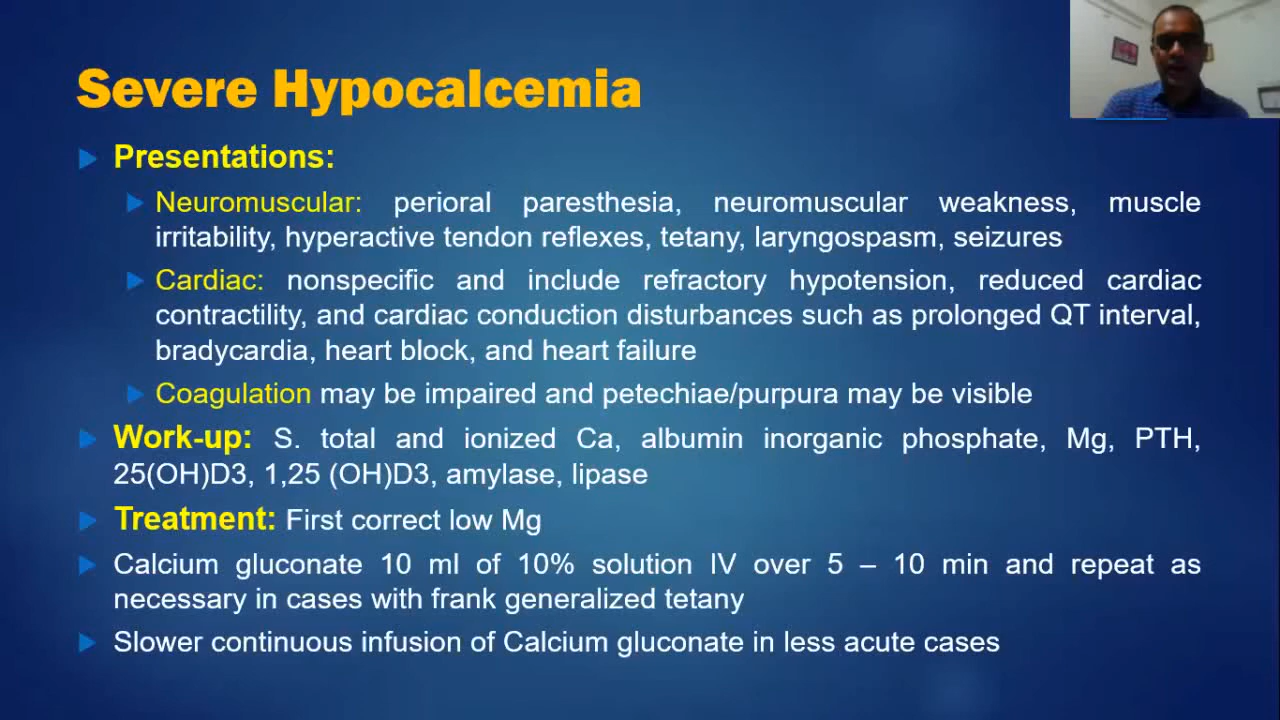 Severe Hypocalcemia
Presentations:
Neuromuscular: perioral paresthesia, neuromuscular weakness, muscle
irritability, hyperactive tendon reflexes, tetany, laryngospasm, seizures
Cardiac: nonspecific and include refractory hypotension, reduced cardiac
contractility, and cardiac conduction disturbances such as prolonged QT interval,
bradycardia, heart block, and heart failure
Coagulation may be impaired and petechiae/purpura may be visible
Work-up: S. total and ionized Ca, albumin inorganic phosphate, Mg, PTH,
25(OH)D3, 1,25 (OH)D3, amylase, lipase
Treatment: First correct low Mg
Calcium gluconate 10 ml of 10% solution IV over 5 – 10 min and repeat as
necessary in cases with frank generalized tetany
Slower continuous infusion of Calcium gluconate in less acute cases